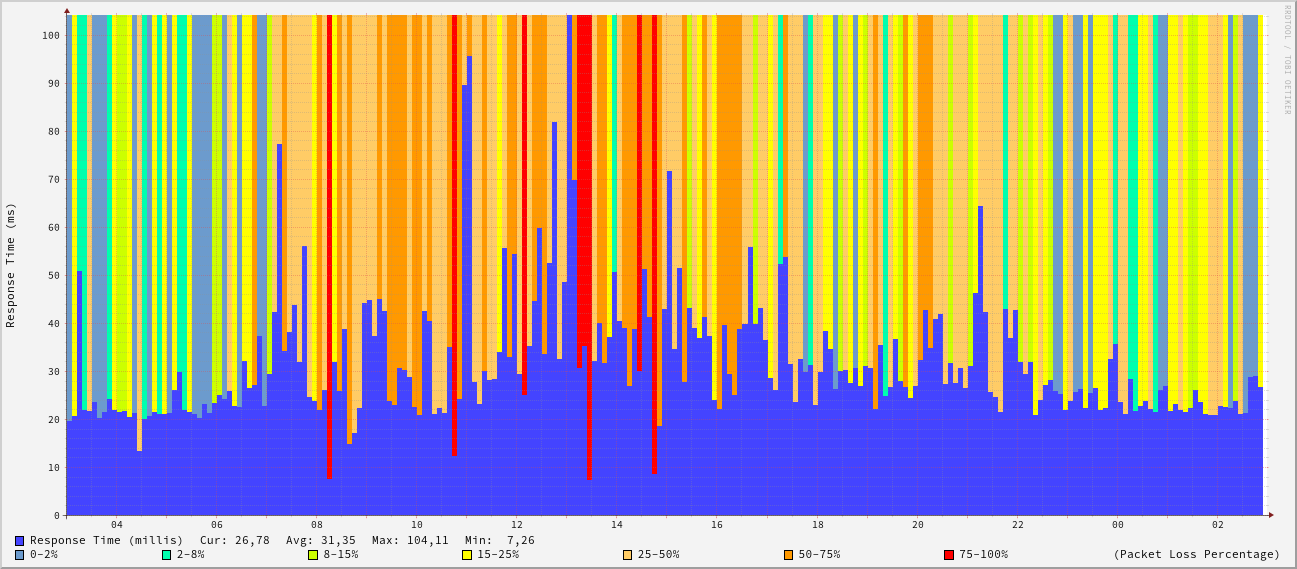 RRDTOOL / TOBI OETIKER
Response Time (ms)
100
90
80
70
60
50
40
30
20
10
0
04 06 08 10 12 14 16 18 20 22 00 02
Response Time (millis) Cur: 26,78 Avg: 31,35 Max: 104,11 Min: 7,26
0-2% 2-8% 8-15% 15-25% 25-50% 50-75% 75-100% (Packet Loss Percentage)